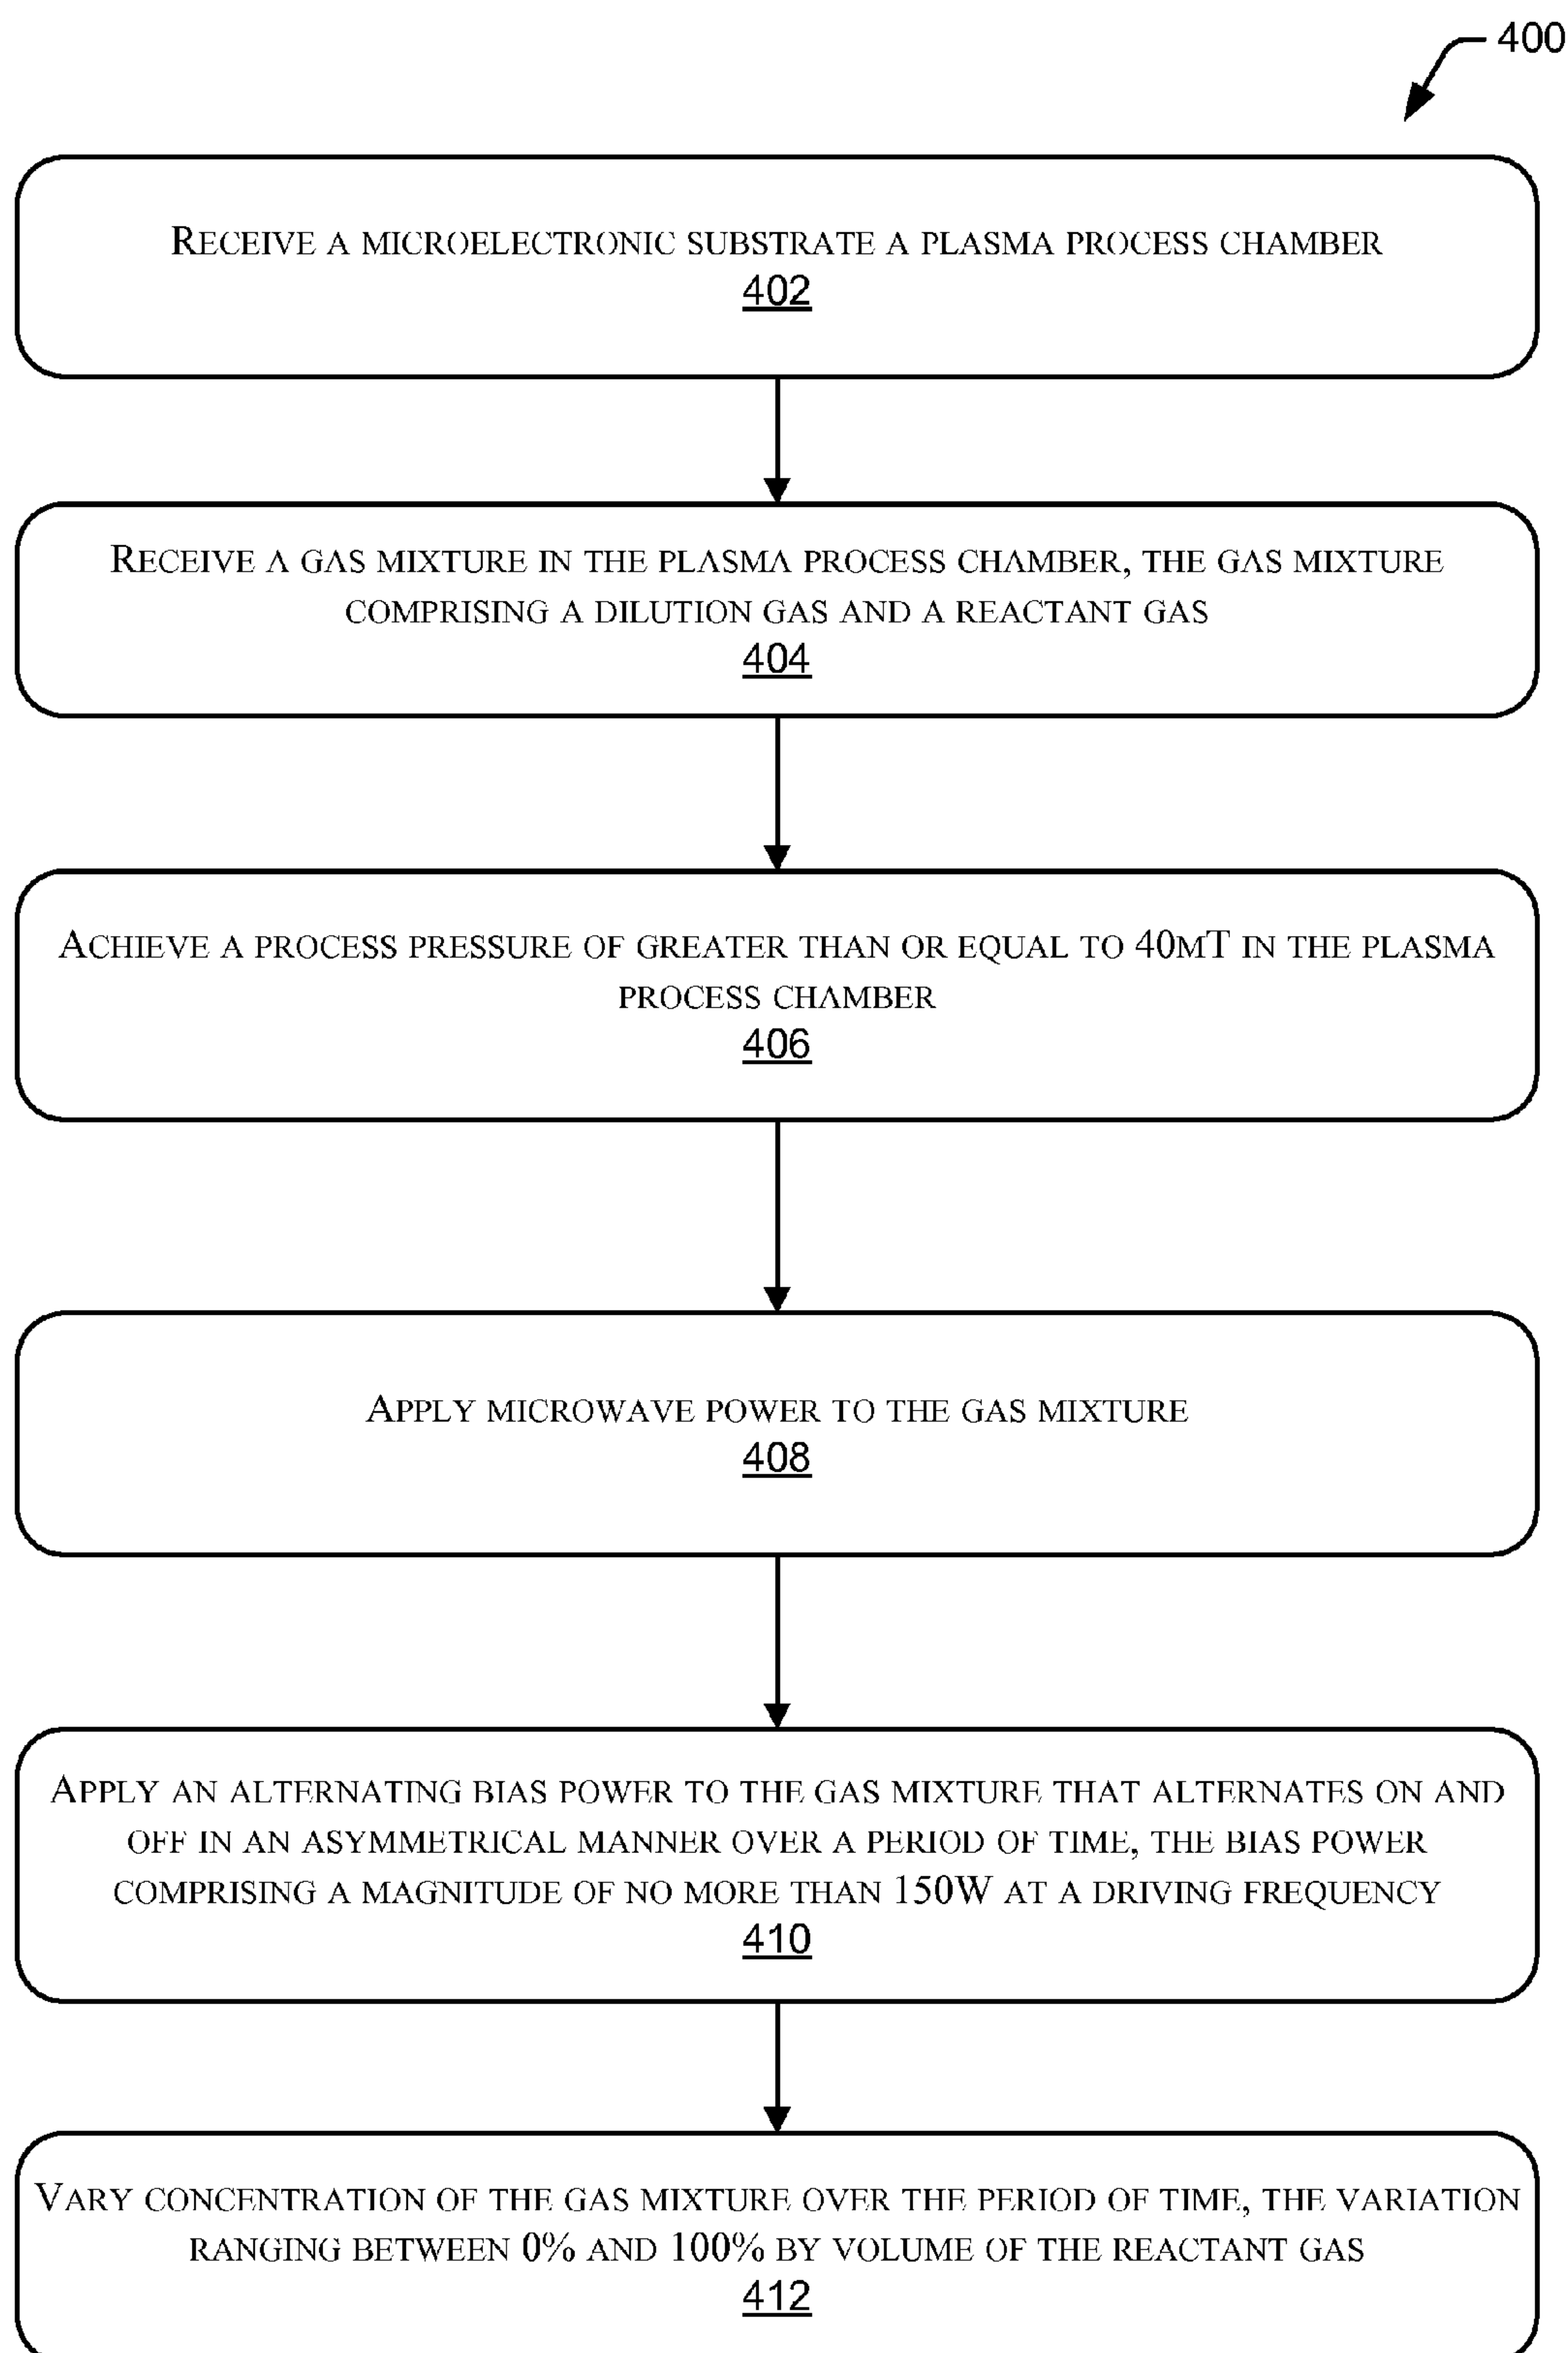 400
Receive a microelectronic substrate a plasma process chamber
402
Receive a gas mixture in the plasma process chamber, the gas mixture
comprising a dilution gas and a reactant gas
404
Achieve a process pressure of greater than or equal to 40mT in the plasma
process chamber
406
Apply microwave power to the gas mixture
408
Apply an alternating bias power to the gas mixture that alternates on and
off in an asymmetrical manner over a period of time, the bias power
comprising a magnitude of no more than 150W at a driving frequency
410
Vary concentration of the gas mixture over the period of time, the variation
ranging between 0% and 100% by volume of the reactant gas
412